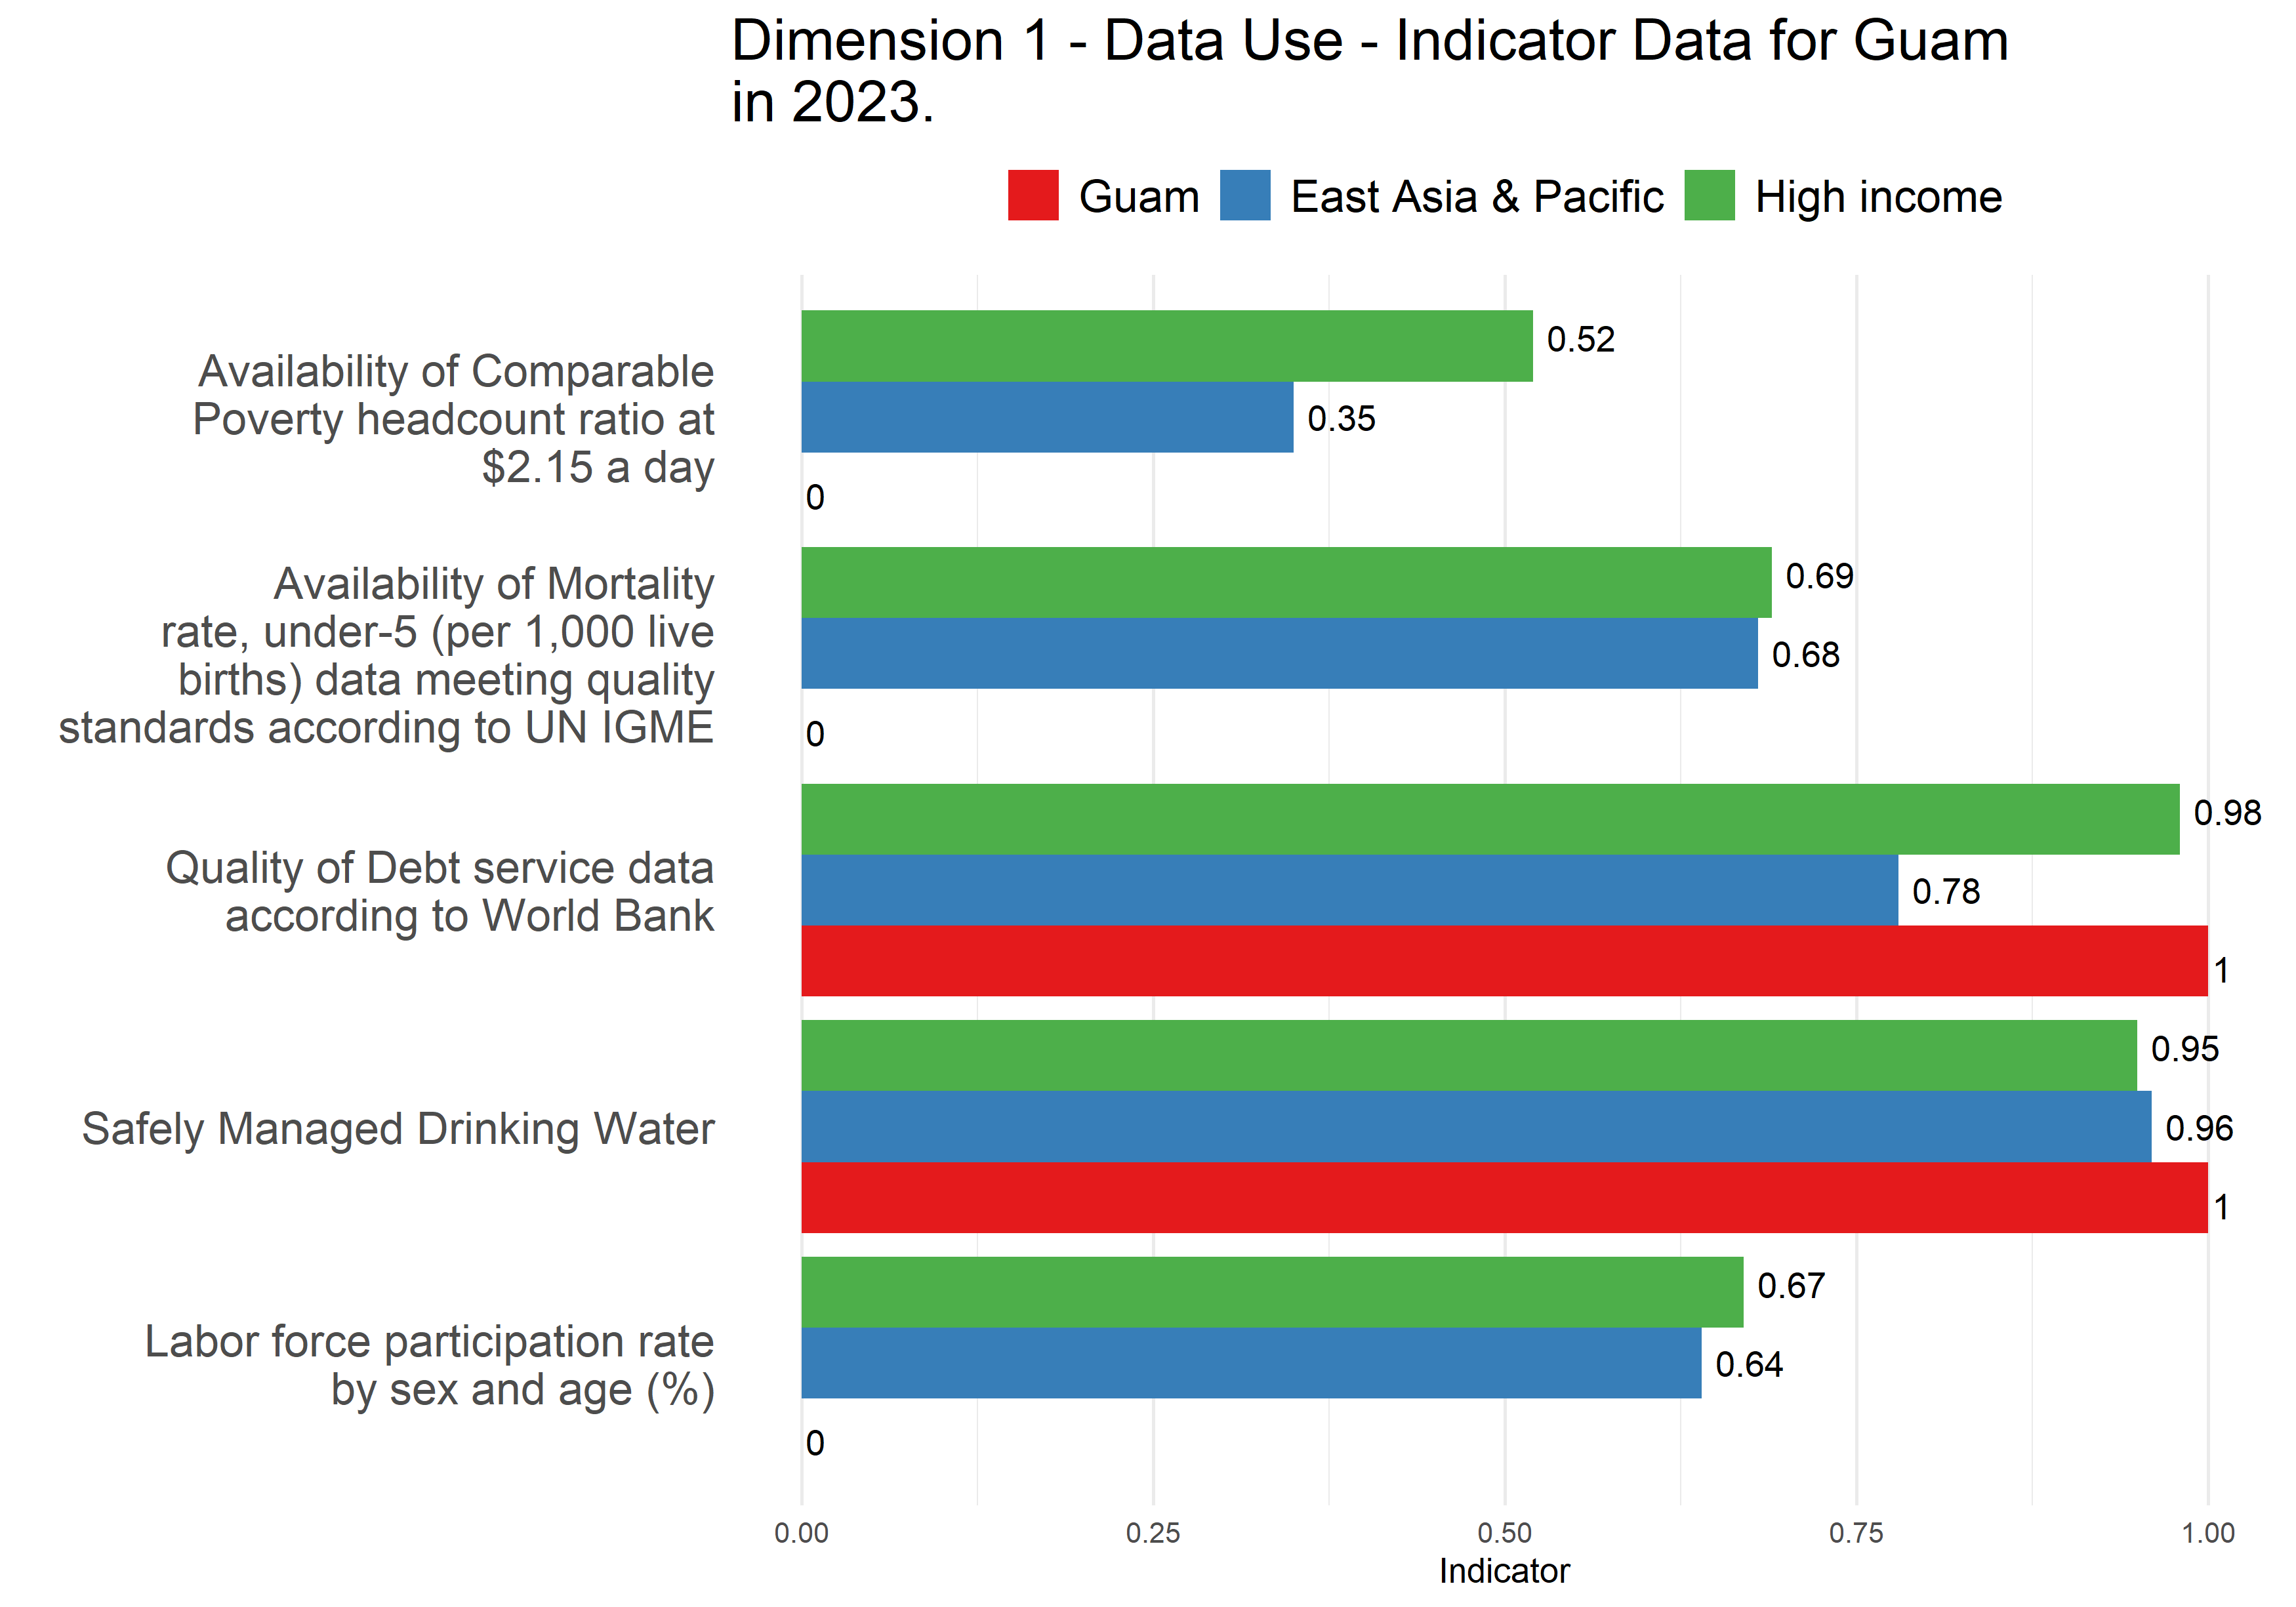 Dimension 1 - Data Use - Indicator Data for Guam
in 2023.
Guam
East Asia & Pacific
High income
Availability of Comparable
Poverty headcount ratio at
$2.15 a day
0.52
0.35
0
Availability of Mortality
rate, under-5 (per 1,000 live
births) data meeting quality
standards according to UN IGME
0.69
0.68
0
Quality of Debt service data
according to World Bank
0.98
0.78
1
Safely Managed Drinking Water
0.95
0.96
1
Labor force participation rate
by sex and age (%)
0.67
0.64
0
0.00
0.25
0.50
0.75
1.00
Indicator